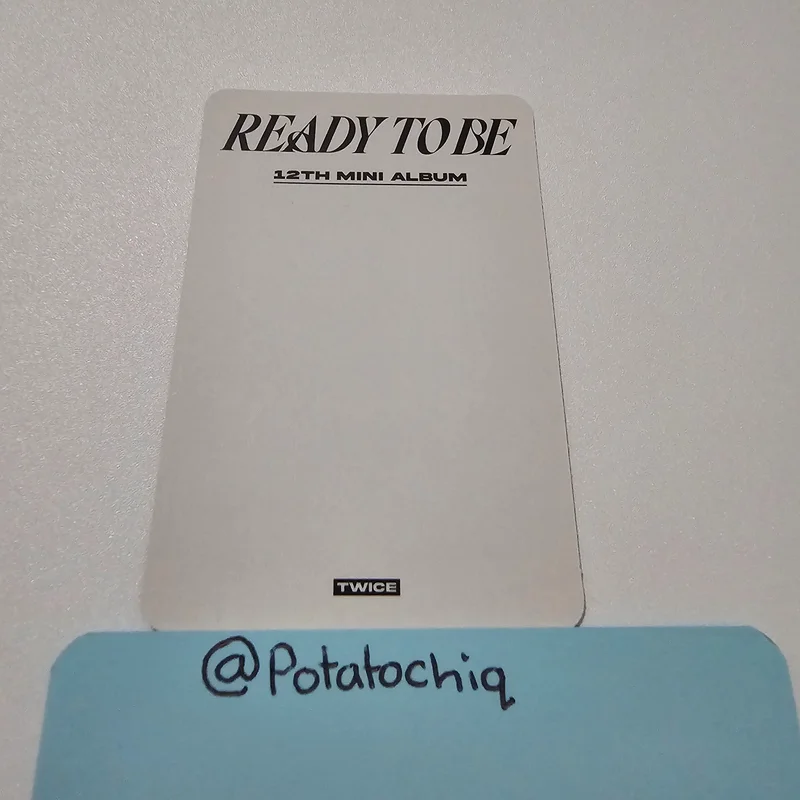 READY TO BE
12TH MINI ALBUM
TWICE
@Potatochiq